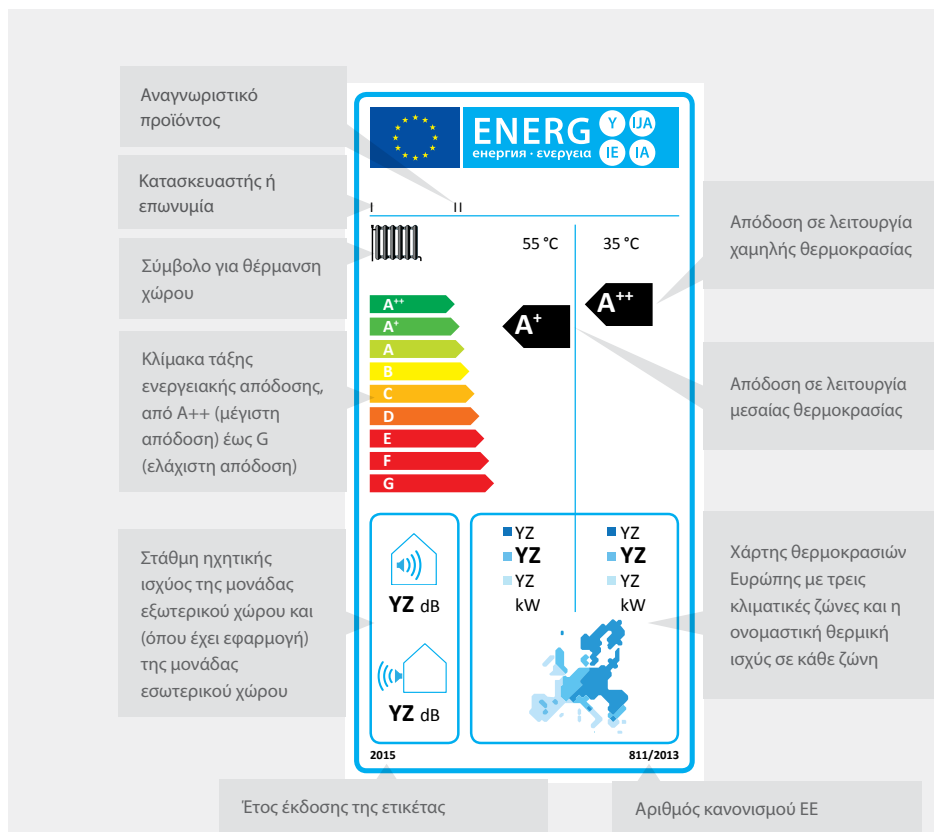 Αναγνωριστικό
προϊόντος
Κατασκευαστής ή
επωνυμία
Σύμβολο για θέρμανση
χώρου
Κλίμακα τάξης
ενεργειακής απόδοσης,
από A++ (μέγιστη
απόδοση) έως G
(ελάχιστη απόδοση)
Στάθμη ηχητικής
ισχύος της μονάδας
εξωτερικού χώρου και
(όπου έχει εφαρμογή)
της μονάδας
εσωτερικού χώρου
ENERG Y IJA
енергия · ενεργεια IE IA
I II
55 °C 35 °C
A++
A+
A
B
C
D
E
F
G
A+
A++
YZ dB
YZ dB
YZ YZ
YZ YZ
YZ YZ
kW kW
2015 811/2013
Απόδοση σε λειτουργία
χαμηλής θερμοκρασίας
Απόδοση σε λειτουργία
μεσαίας θερμοκρασίας
Χάρτης θερμοκρασιών
Ευρώπης με τρεις
κλιματικές ζώνες και η
ονομαστική θερμική
ισχύς σε κάθε ζώνη
Έτος έκδοσης της ετικέτας
Αριθμός κανονισμού ΕΕ